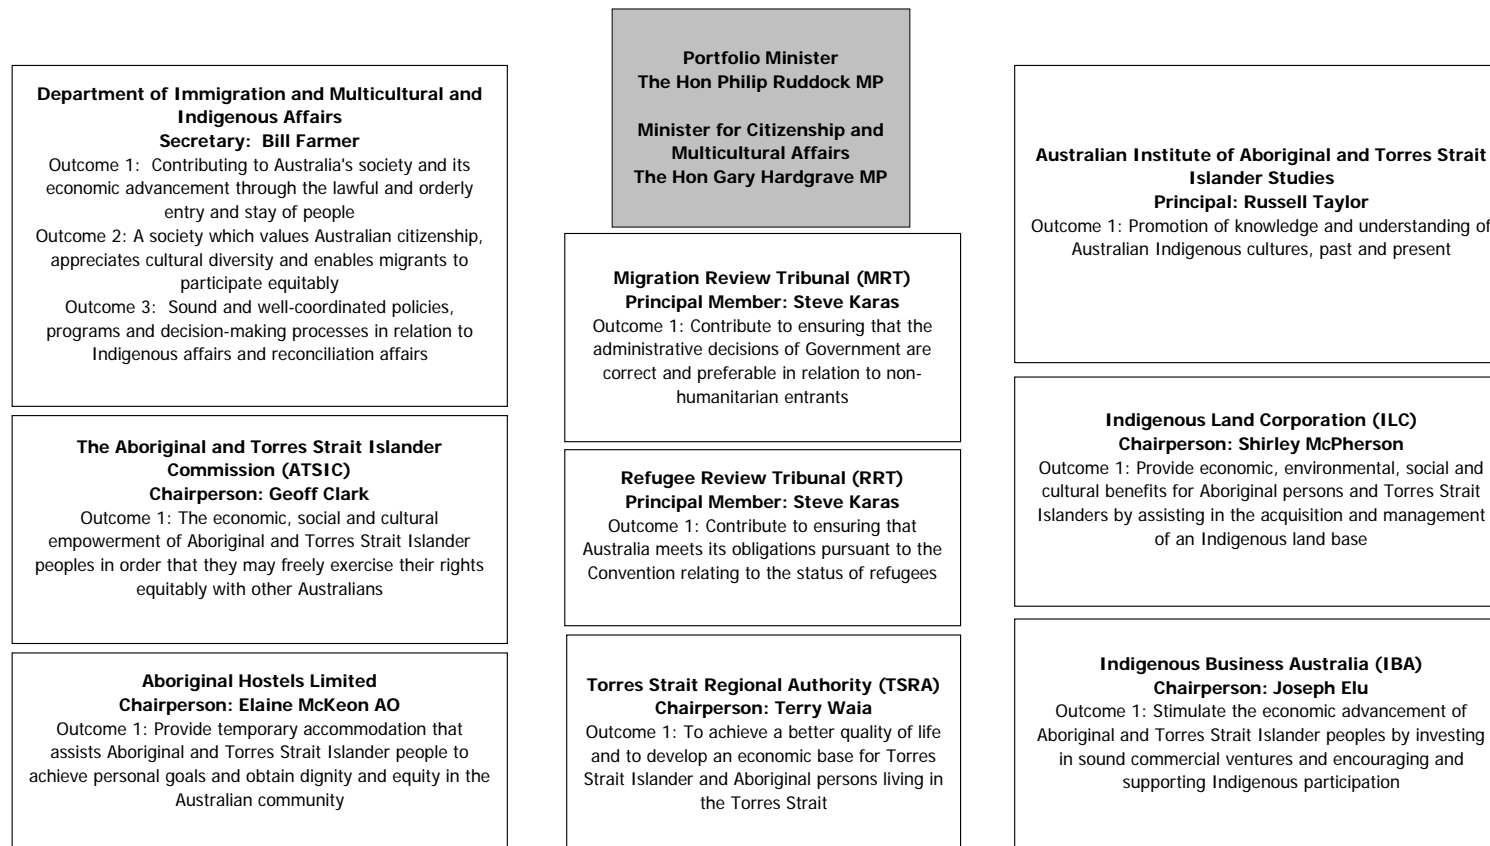 Portfolio Minister
The Hon Philip Ruddock MP
Minister for Citizenship and
Multicultural Affairs
The Hon Gary Hardgrave MP
Department of Immigration and Multicultural and
Indigenous Affairs
Secretary:  Bill Farmer
Outcome 1:  Contributing to Australia's society and its
economic advancement through the lawful and orderly
entry and stay of people
Outcome 2: A society which values Australian citizenship,
appreciates cultural diversity and enables migrants to
participate equitably
Outcome 3:  Sound and well-coordinated policies,
programs and decision-making processes in relation to
Indigenous affairs and reconciliation affairs
The Aboriginal and Torres Strait Islander
Commission (ATSIC)
Chairperson: Geoff Clark
Outcome 1: The economic, social and cultural
empowerment of Aboriginal and Torres Strait Islander
peoples in order that they may freely exercise their rights
equitably with other Australians
Aboriginal Hostels Limited
Chairperson: Elaine McKeon AO
Outcome 1: Provide temporary accommodation that
assists Aboriginal and Torres Strait Islander people to
achieve personal goals and obtain dignity and equity in the
Australian community
Migration Review Tribunal (MRT)
Principal Member: Steve Karas
Outcome 1: Contribute to ensuring that the
administrative decisions of Government are
correct and preferable in relation to non-
humanitarian entrants
Refugee Review Tribunal (RRT)
Principal Member: Steve Karas
Outcome 1: Contribute to ensuring that
Australia meets its obligations pursuant to the
Convention relating to the status of refugees
Torres Strait Regional Authority (TSRA)
Chairperson: Terry Waia
Outcome 1: To achieve a better quality of life
and to develop an economic base for Torres
Strait Islander and Aboriginal persons living in
the Torres Strait
Australian Institute of Aboriginal and Torres Strait
Islander Studies
Principal: Russell Taylor
Outcome 1: Promotion of knowledge and understanding of
Australian Indigenous cultures, past and present
Indigenous Land Corporation (ILC)
Chairperson: Shirley McPherson
Outcome 1: Provide economic, environmental, social and
cultural benefits for Aboriginal persons and Torres Strait
Islanders by assisting in the acquisition and management
of an Indigenous land base
Indigenous Business Australia (IBA)
Chairperson: Joseph Elu
Outcome 1: Stimulate the economic advancement of
Aboriginal and Torres Strait Islander peoples by investing
in sound commercial ventures and encouraging and
supporting Indigenous participation